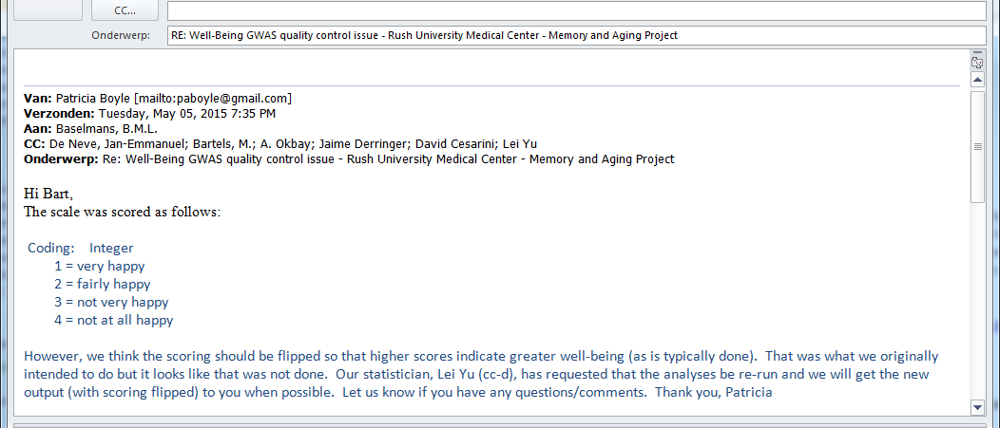 CC...
Onderwerp: RE: Well-Being GWAS quality control issue - Rush University Medical Center - Memory and Aging Project
Van: Patricia Boyle [mailto:paboyle@gmail.com]
Verzonden: Tuesday, May 05, 2015 7:35 PM
Aan: Baselmans, B.M.L.
CC: De Neve, Jan-Emmanuel; Bartels, M.; A. Okbay; Jaime Derringer; David Cesarini; Lei Yu
Onderwerp: Re: Well-Being GWAS quality control issue - Rush University Medical Center - Memory and Aging Project
Hi Bart,
The scale was scored as follows:
Coding: Integer
1 = very happy
2 = fairly happy
3 = not very happy
4 = not at all happy
However, we think the scoring should be flipped so that higher scores indicate greater well-being (as is typically done). That was what we originally
intended to do but it looks like that was not done. Our statistician, Lei Yu (cc-d), has requested that the analyses be re-run and we will get the new
output (with scoring flipped) to you when possible. Let us know if you have any questions/comments. Thank you, Patricia